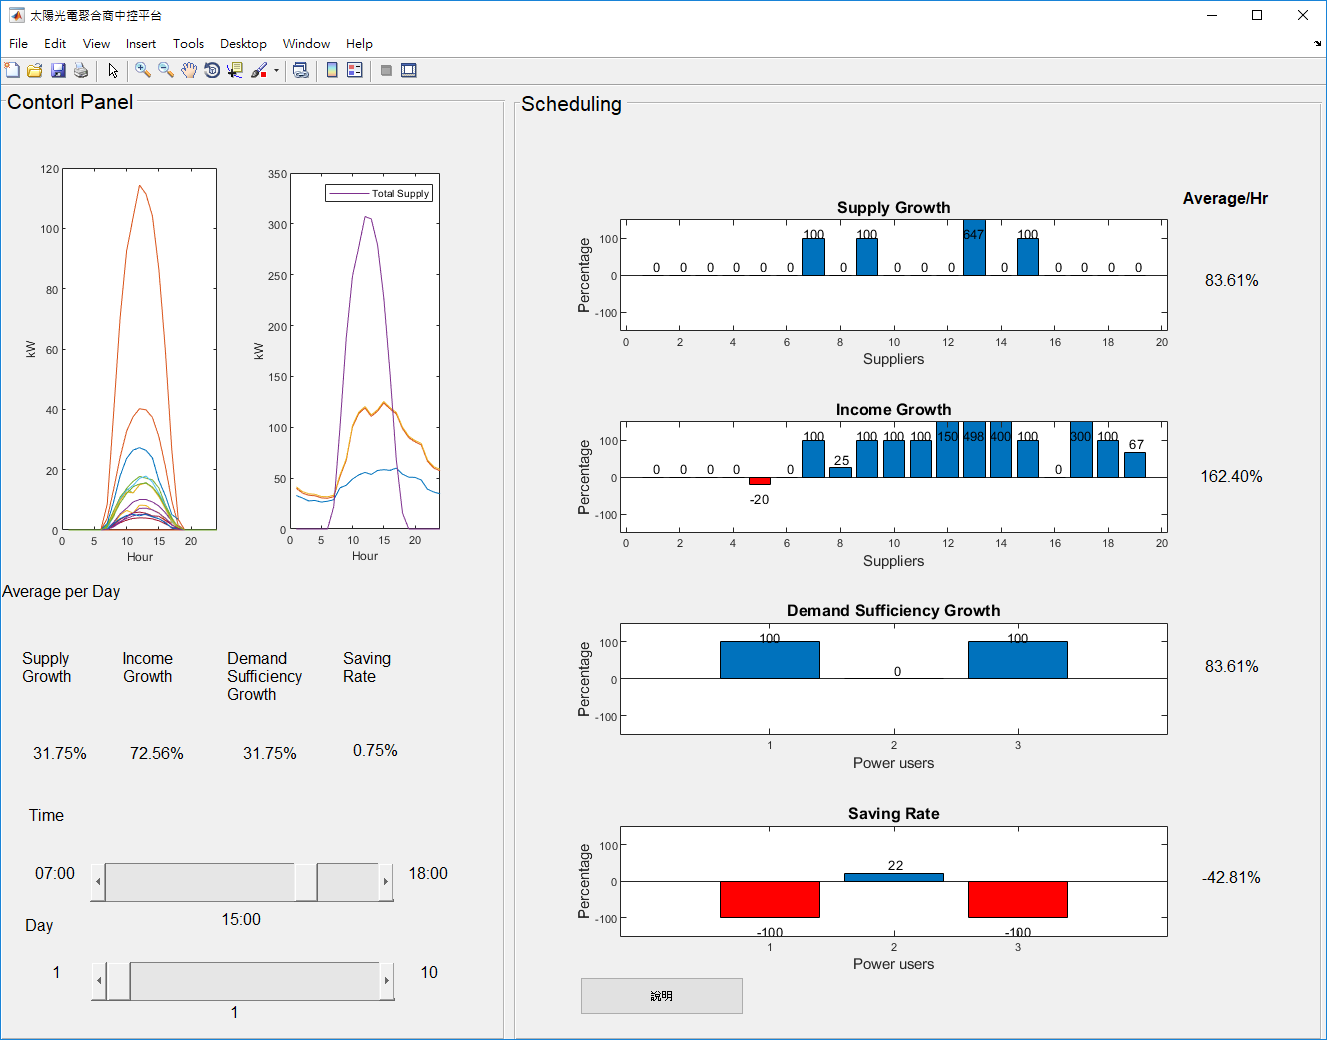 太陽光電聚合商中控平台
File Edit View Insert Tools Desktop Window Help
Contorl Panel
120
100
80
60
40
20
0
kW
0 5 10 15 20
Hour
350
300
250
200
150
100
50
0
kW
Total Supply
0 5 10 15 20
Hour
Average per Day
Supply
Growth
Income
Growth
Demand
Sufficiency
Growth
Saving
Rate
31.75% 72.56% 31.75% 0.75%
Time
07:00 18:00
15:00
Day
1 10
1
Scheduling
Average/Hr
Supply Growth
Percentage
100
0
-100
0 0 0 0 0 0 100 0 100 0 0 0 647 0 100 0 0 0 0
0 2 4 6 8 10 12 14 16 18 20
Suppliers
83.61%
Income Growth
Percentage
100
0
-100
0 0 0 0 -20 0 100 25 100 100 100 150 498 400 100 0 300 100 67
0 2 4 6 8 10 12 14 16 18 20
Suppliers
162.40%
Demand Sufficiency Growth
Percentage
100
0
-100
100 0 100
1 2 3
Power users
83.61%
Saving Rate
Percentage
100
0
-100
-100 22 -100
1 2 3
Power users
-42.81%
說明